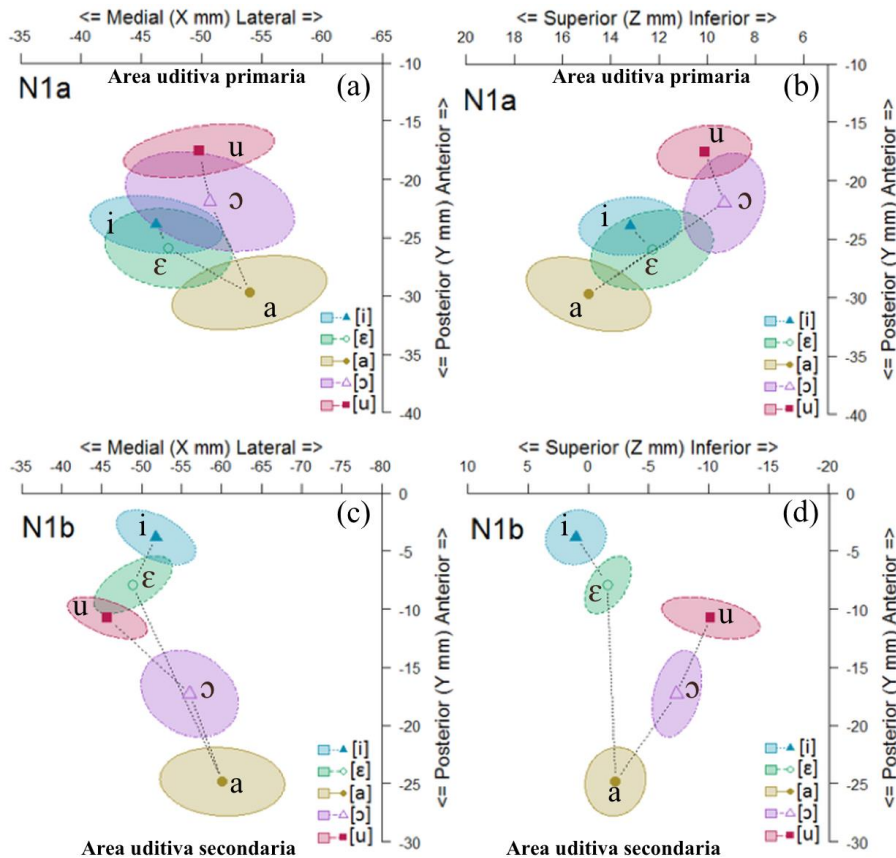 <= Medial (X mm) Lateral =>
-35 -40 -45 -50 -55 -60 -65
Area uditiva primaria
(a)
N1a
u
ɔ
i
ε
a
[i]
[ε]
[a]
[ɔ]
[u]
-10
-15
-20
-25
-30
-35
-40
<= Posterior (Y mm) Anterior =>
<= Superior (Z mm) Inferior =>
20 18 16 14 12 10 8 6
Area uditiva primaria
(b)
N1a
u
i
ɔ
ε
a
[i]
[ε]
[a]
[ɔ]
[u]
-10
-15
-20
-25
-30
-35
-40
<= Posterior (Y mm) Anterior =>
<= Medial (X mm) Lateral =>
-35 -40 -45 -50 -55 -60 -65 -70 -75 -80
(c)
N1b
i
ε
u
ɔ
a
[i]
[ε]
[a]
[ɔ]
[u]
Area uditiva secondaria
0
-5
-10
-15
-20
-25
-30
<= Posterior (Y mm) Anterior =>
<= Superior (Z mm) Inferior =>
10 5 0 -5 -10 -15 -20
(d)
N1b
i
ε
u
ɔ
a
[i]
[ε]
[a]
[ɔ]
[u]
Area uditiva secondaria
0
-5
-10
-15
-20
-25
-30
<= Posterior (Y mm) Anterior =>